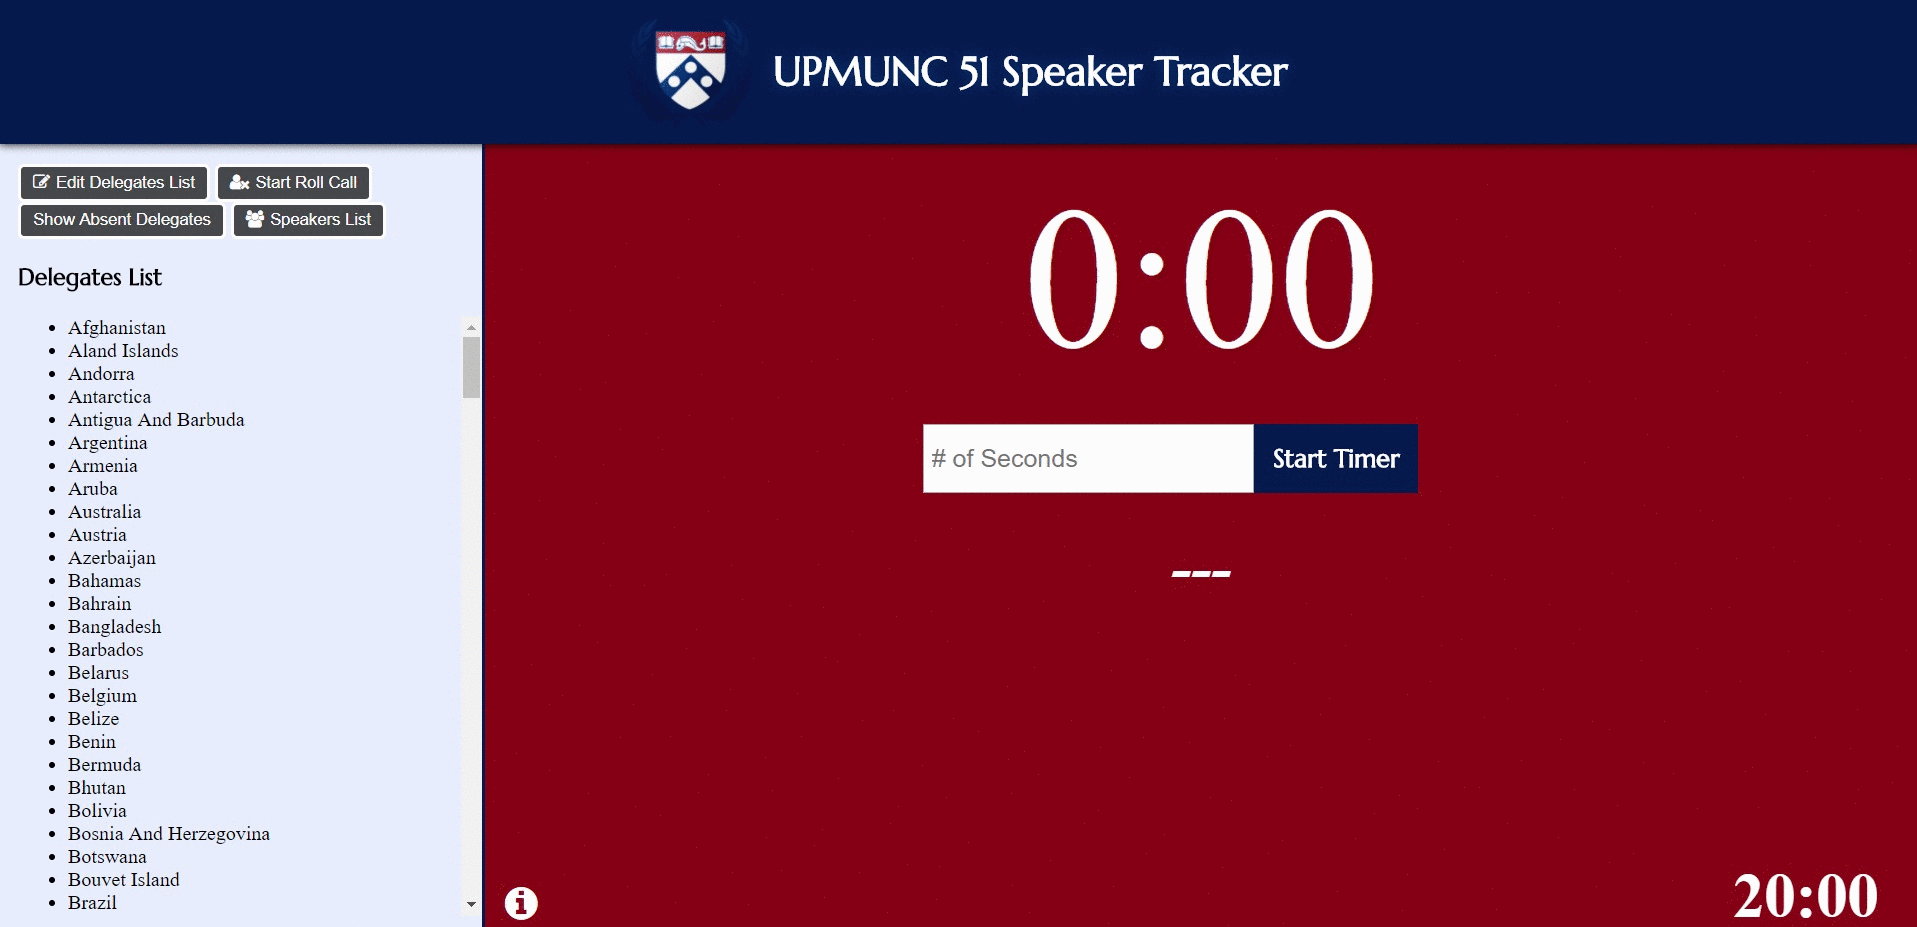 UPMUNC 51 Speaker Tracker
Edit Delegates List
Start Roll Call
Show Absent Delegates
Speakers List
Delegates List
Afghanistan
Aland Islands
Andorra
Antarctica
Antigua And Barbuda
Argentina
Armenia
Aruba
Australia
Austria
Azerbaijan
Bahamas
Bahrain
Bangladesh
Barbados
Belarus
Belgium
Belize
Benin
Bermuda
Bhutan
Bolivia
Bosnia And Herzegovina
Botswana
Bouvet Island
Brazil
0:00
# of Seconds
Start Timer
---
20:00